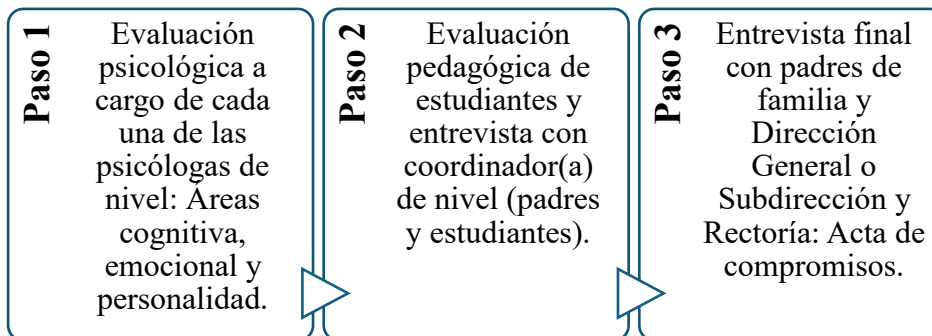 Paso 1
Evaluación
psicológica a
cargo de cada
una de las
psicólogas de
nivel: Áreas
cognitiva,
emocional y
personalidad.
Paso 2
Evaluación
pedagógica de
estudiantes y
entrevista con
coordinador(a)
de nivel (padres
y estudiantes).
Paso 3
Entrevista final
con padres de
familia y
Dirección
General o
Subdirección y
Rectoría: Acta de
compromisos.